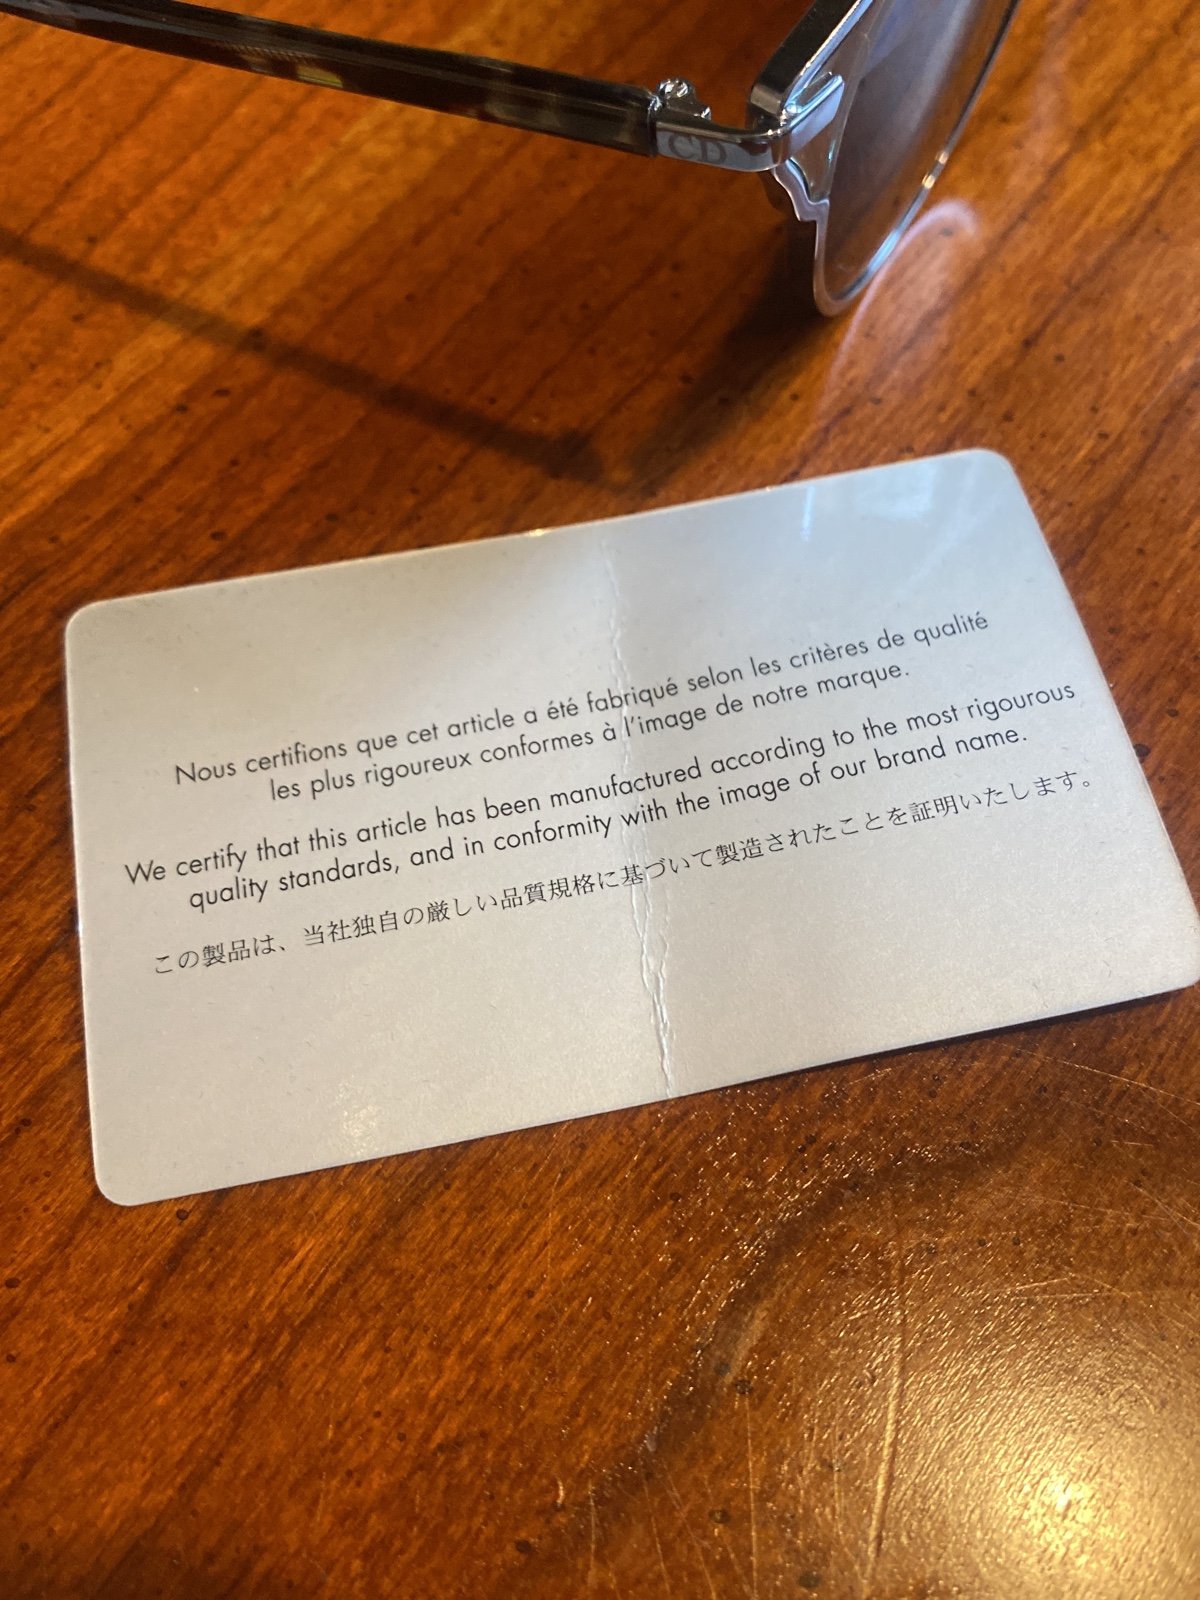 CD
Nous certifions que cet article a été fabriqué selon les critères de qualité
les plus rigoureux conformes à l'image de notre marque.
We certify that this article has been manufactured according to the most rigourous
quality standards, and in conformity with the image of our brand name.
この製品は、当社独自の厳しい品質規格に基づいて製造されたことを証明いたします。